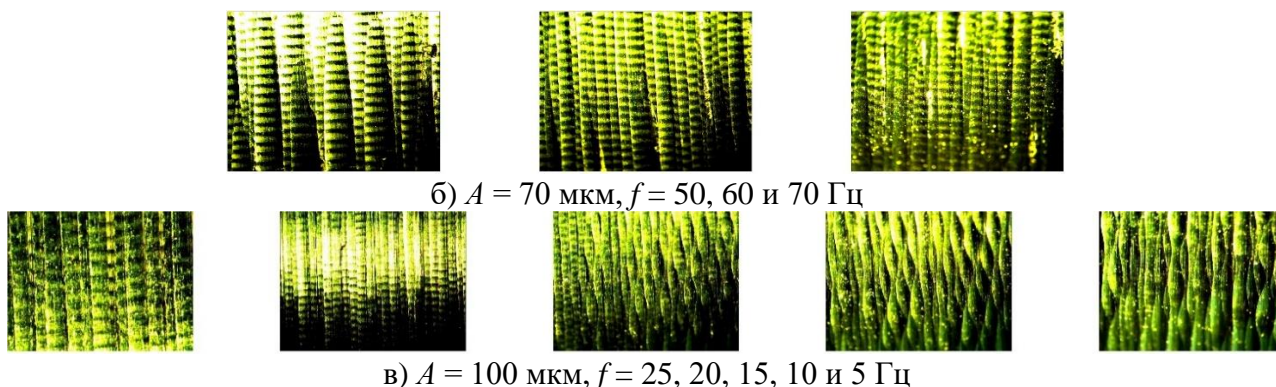 б) A = 70 мкм, f = 50, 60 и 70 Гц
в) A = 100 мкм, f = 25, 20, 15, 10 и 5 Гц